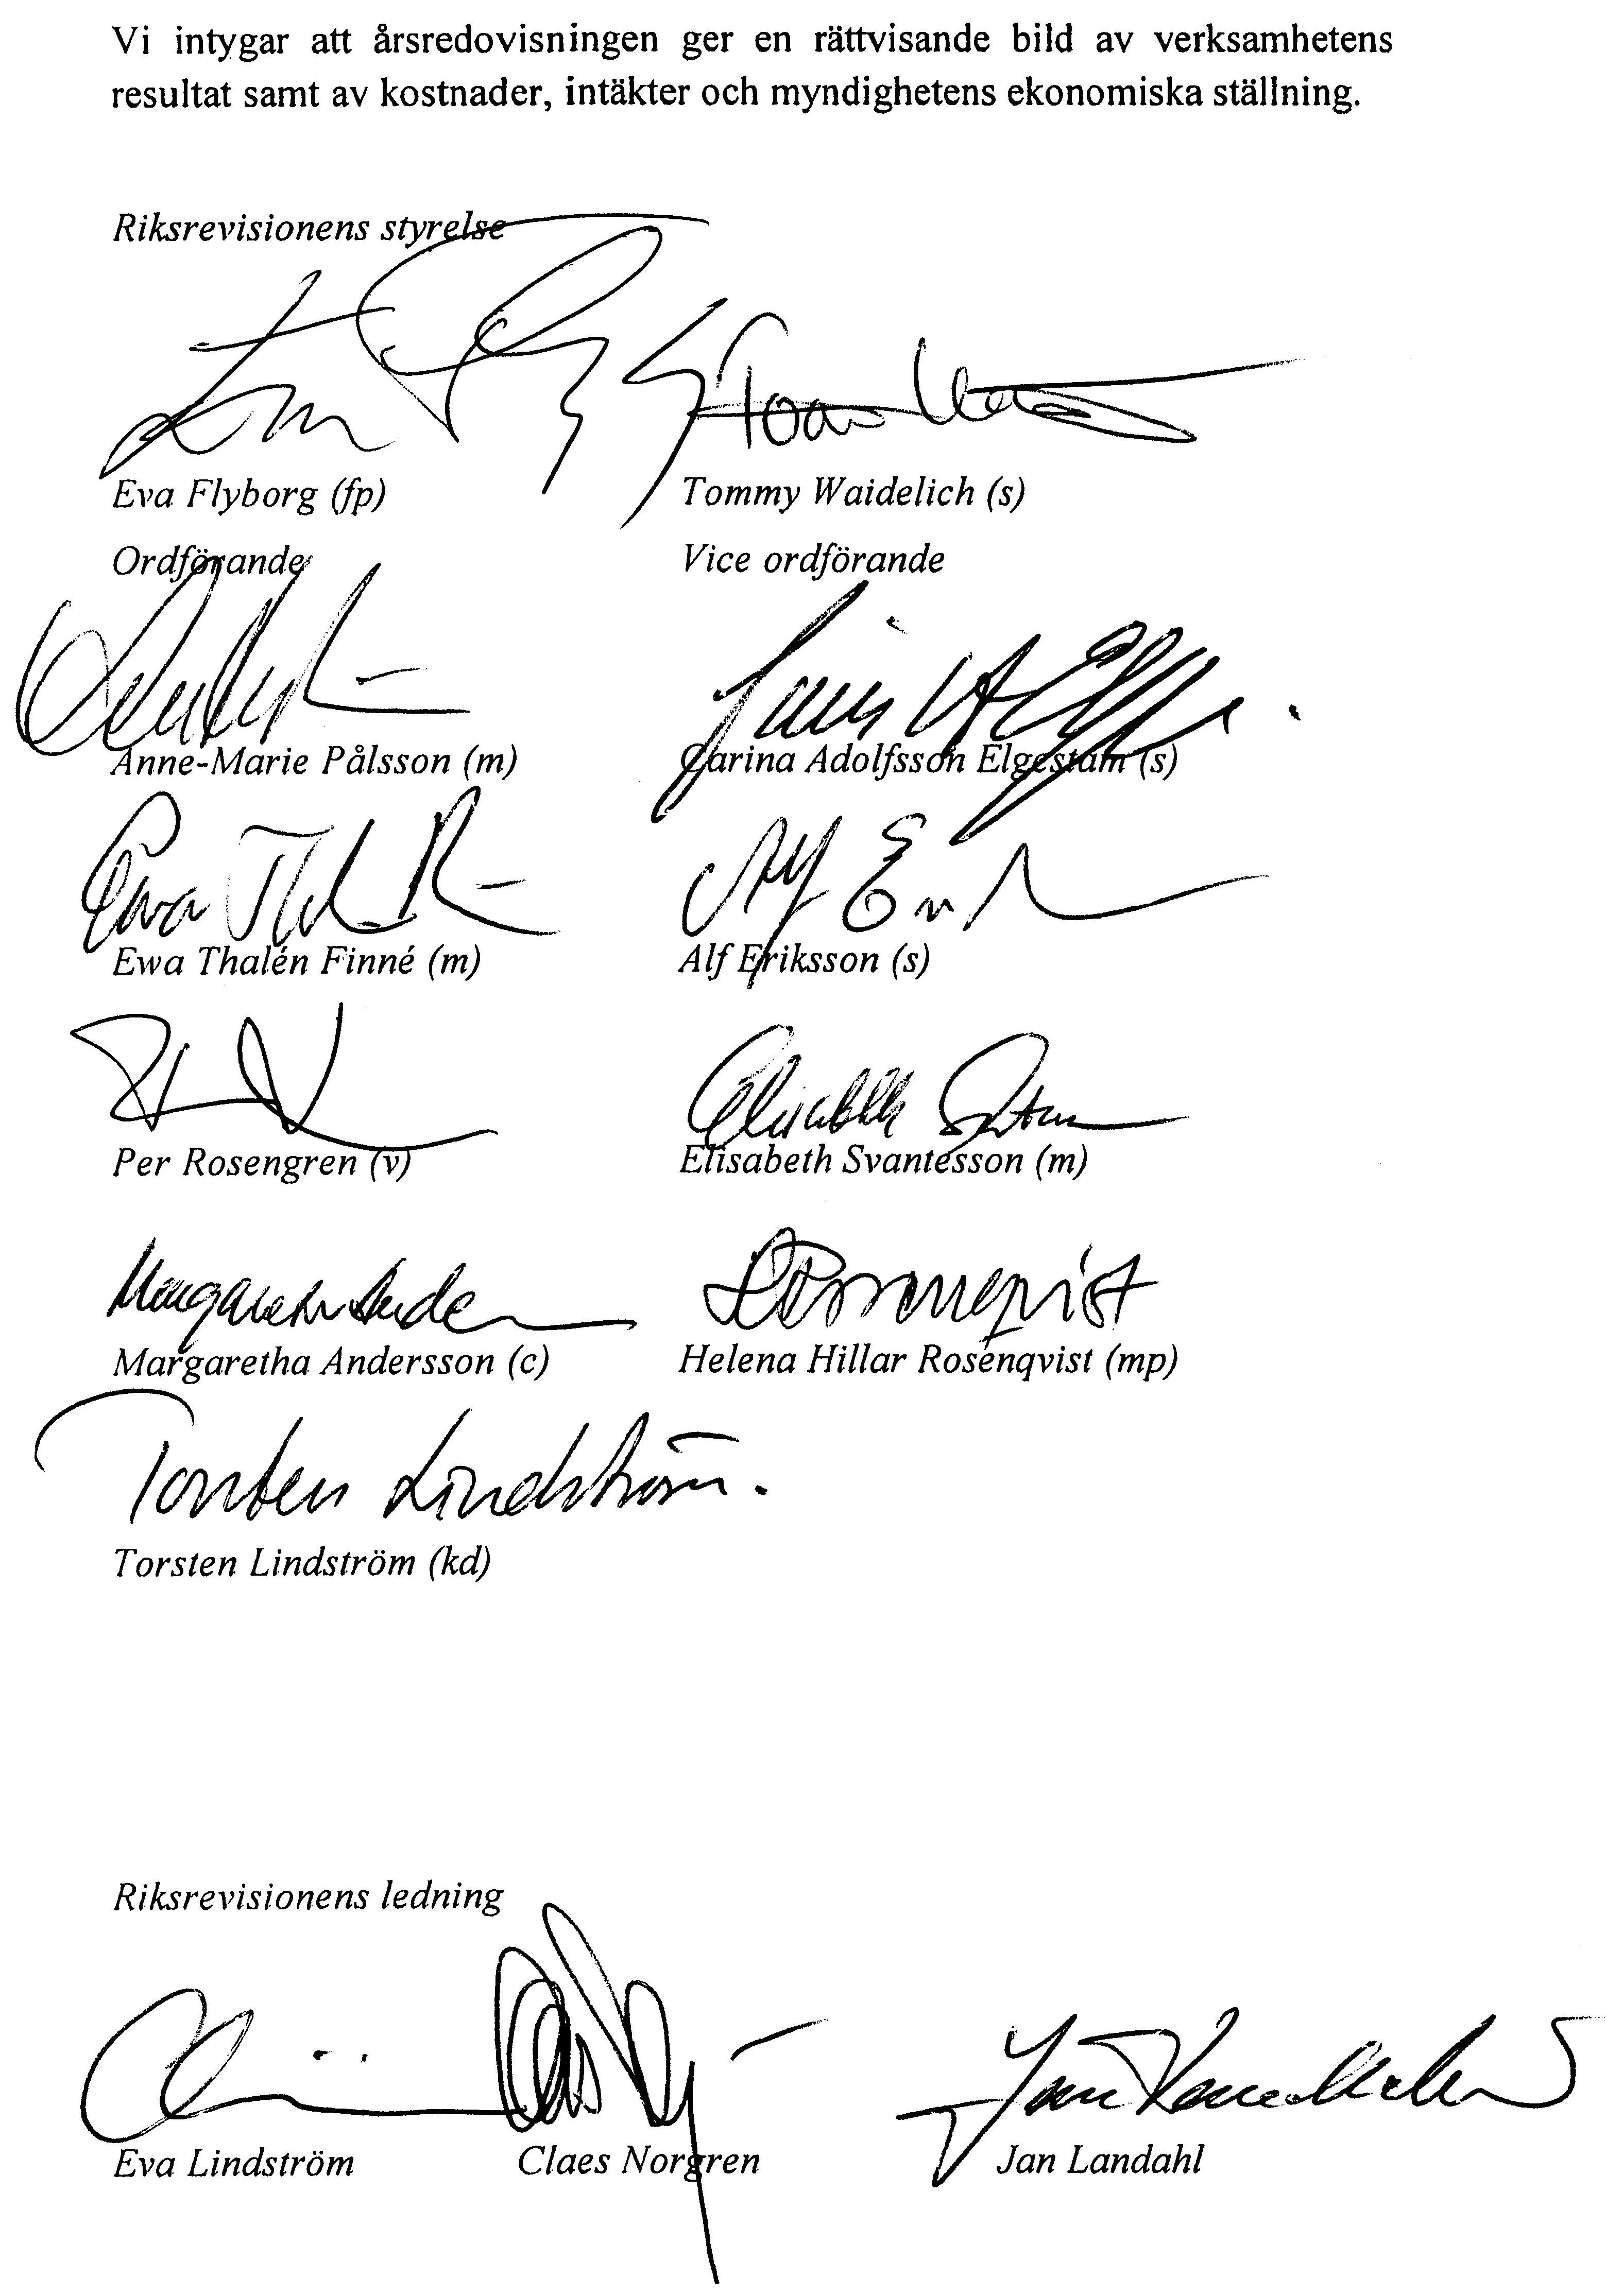 Vi intygar att årsredovisningen ger en rättvisande bild av verksamhetens
resultat samt av kostnader, intäkter och myndighetens ekonomiska ställning.
Riksrevisionens styrelse
Eva Flyborg (fp) Tommy Waidelich (s)
Ordförande Vice ordförande
Anne-Marie Pålsson (m) Carina Adolfsson Elgestam (s)
Ewa Thalén Finné (m) Alf Eriksson (s)
Per Rosengren (v) Elisabeth Svantesson (m)
Margaretha Andersson (c) Helena Hillar Rosenqvist (mp)
Torsten Lindström.
Torsten Lindström (kd)
Riksrevisionens ledning
Eva Lindström Claes Norgren Jan Landahl